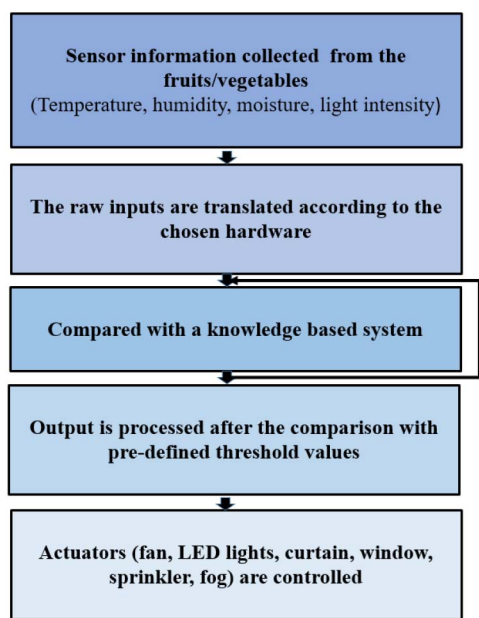 Sensor information collected from the
fruits/vegetables
(Temperature, humidity, moisture, light intensity)
The raw inputs are translated according to the
chosen hardware
Compared with a knowledge based system
Output is processed after the comparison with
pre-defined threshold values
Actuators (fan, LED lights, curtain, window,
sprinkler, fog) are controlled